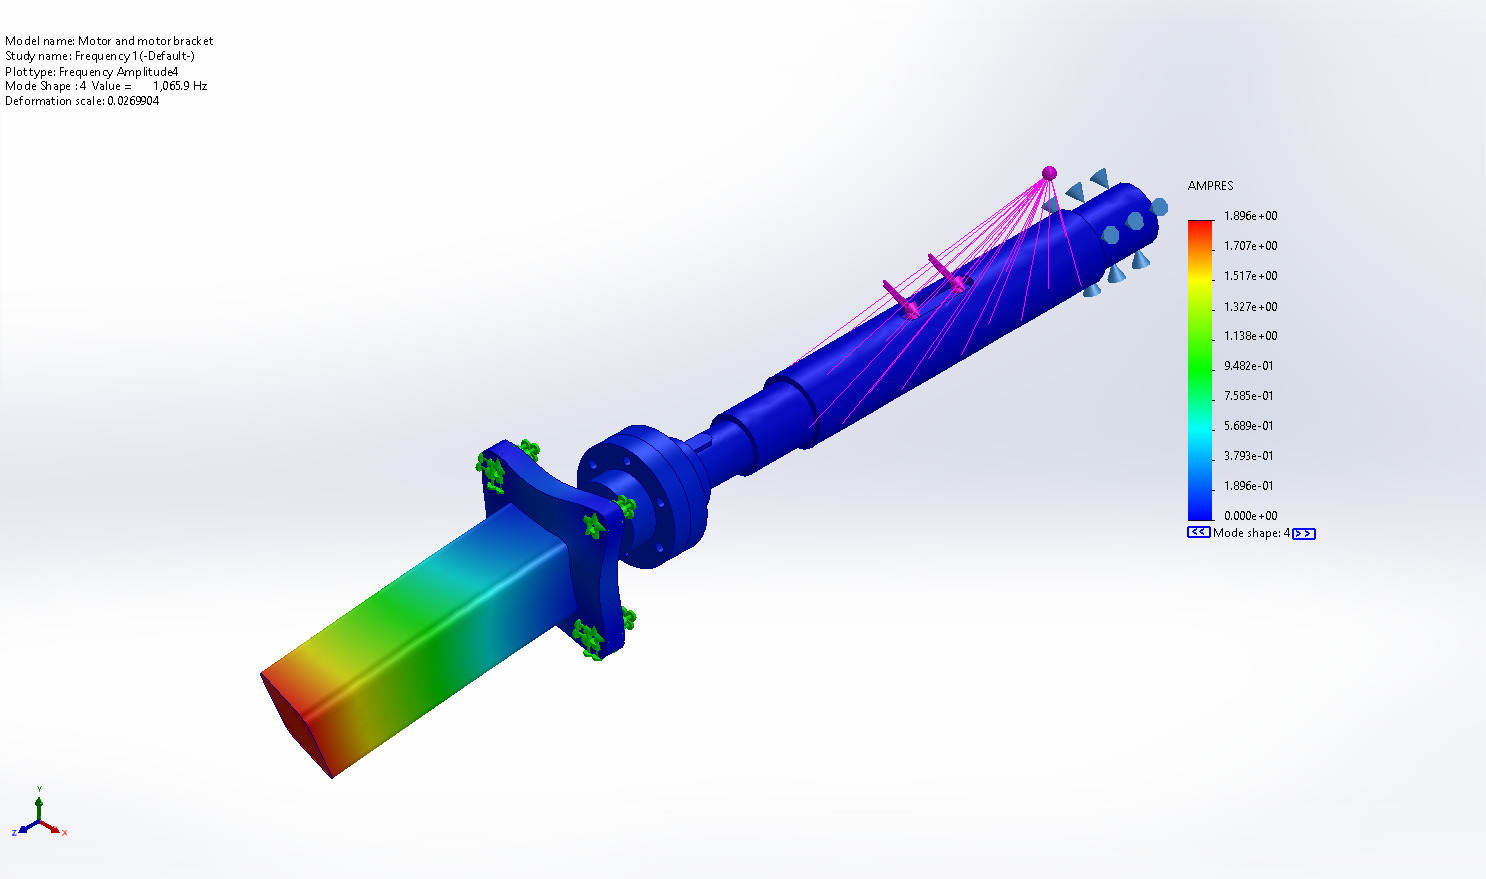 Model name: Motor and motor bracket
Study name: Frequency 1(-Default-)
Plot type: Frequency Amplitude4
Mode Shape : 4 Value = 1,065.9 Hz
Deformation scale: 0.0269904
AMPRES
1.896e+00
1.707e+00
1.517e+00
1.327e+00
1.138e+00
9.482e-01
7.585e-01
5.689e-01
3.793e-01
1.896e-01
0.000e+00
<< Mode shape: 4 >>
Y
Z X